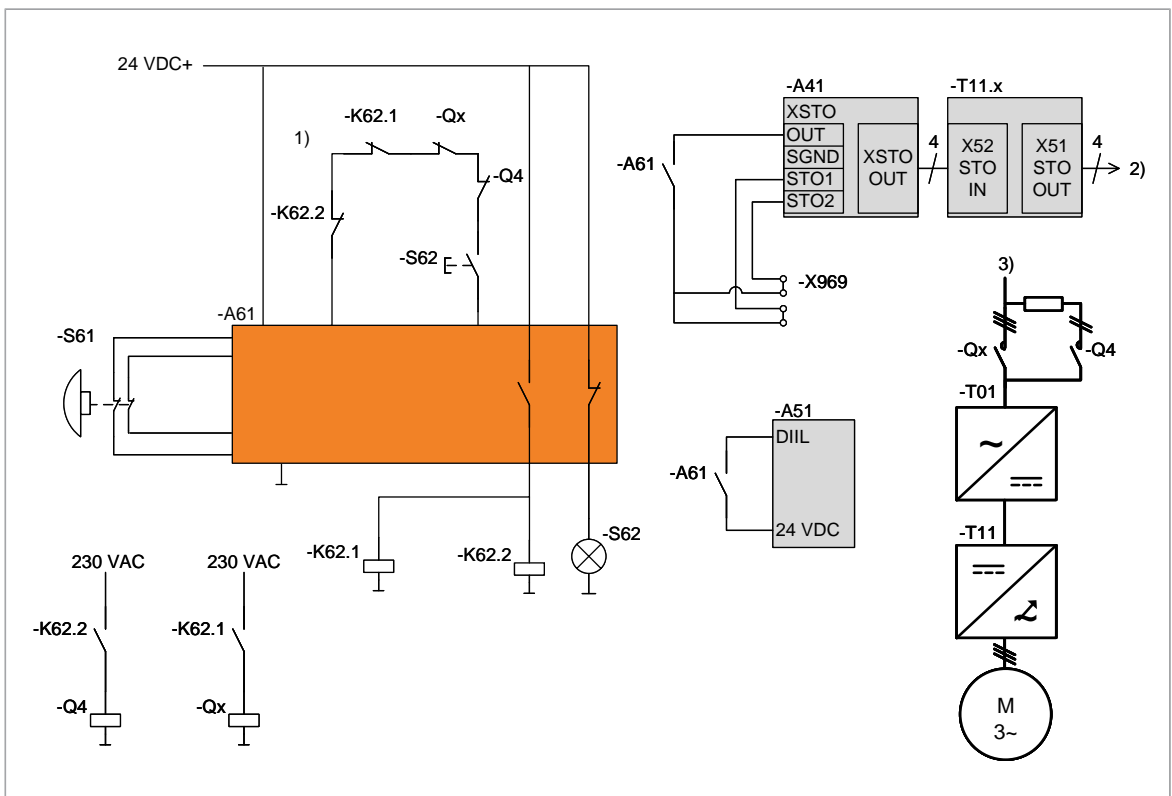 24 VDC+
1)
-K62.1
-Qx
-Q4
-K62.2
-S62
-A61
-S61
-K62.1
-K62.2
-S62
230 VAC
230 VAC
-K62.2
-K62.1
-Q4
-Qx
-A41
-T11.x
XSTO
OUT
SGND
STO1
STO2
XSTO
OUT
4
X52
STO
IN
X51
STO
OUT
4
2)
-A61
-X969
-A51
DIIL
24 VDC
-A61
3)
-Qx
-Q4
-T01
-T11
M
3~